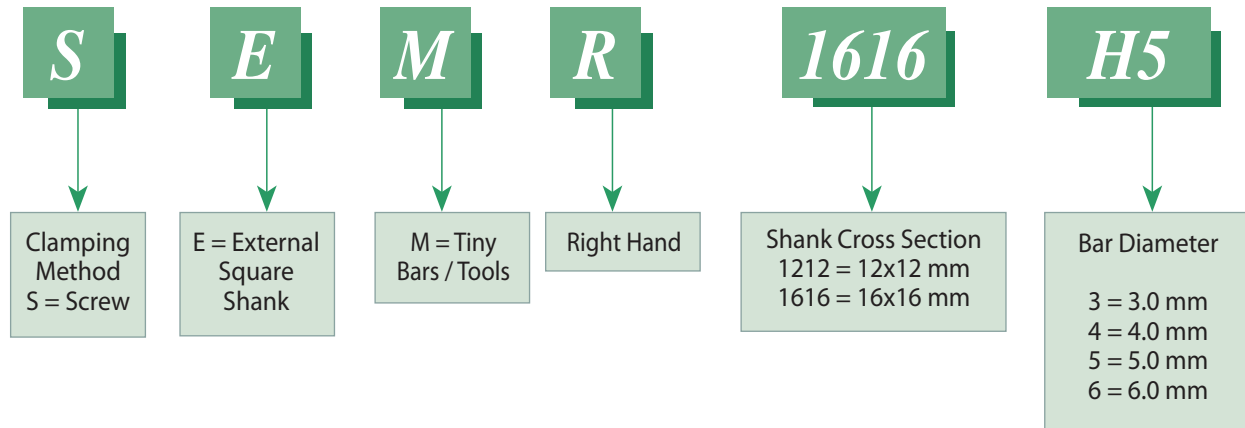 S E M R 1616 H5
Clamping
Method
S = Screw
E = External
Square
Shank
M = Tiny
Bars / Tools
Right Hand
Shank Cross Section
1212 = 12x12 mm
1616 = 16x16 mm
Bar Diameter
3 = 3.0 mm
4 = 4.0 mm
5 = 5.0 mm
6 = 6.0 mm